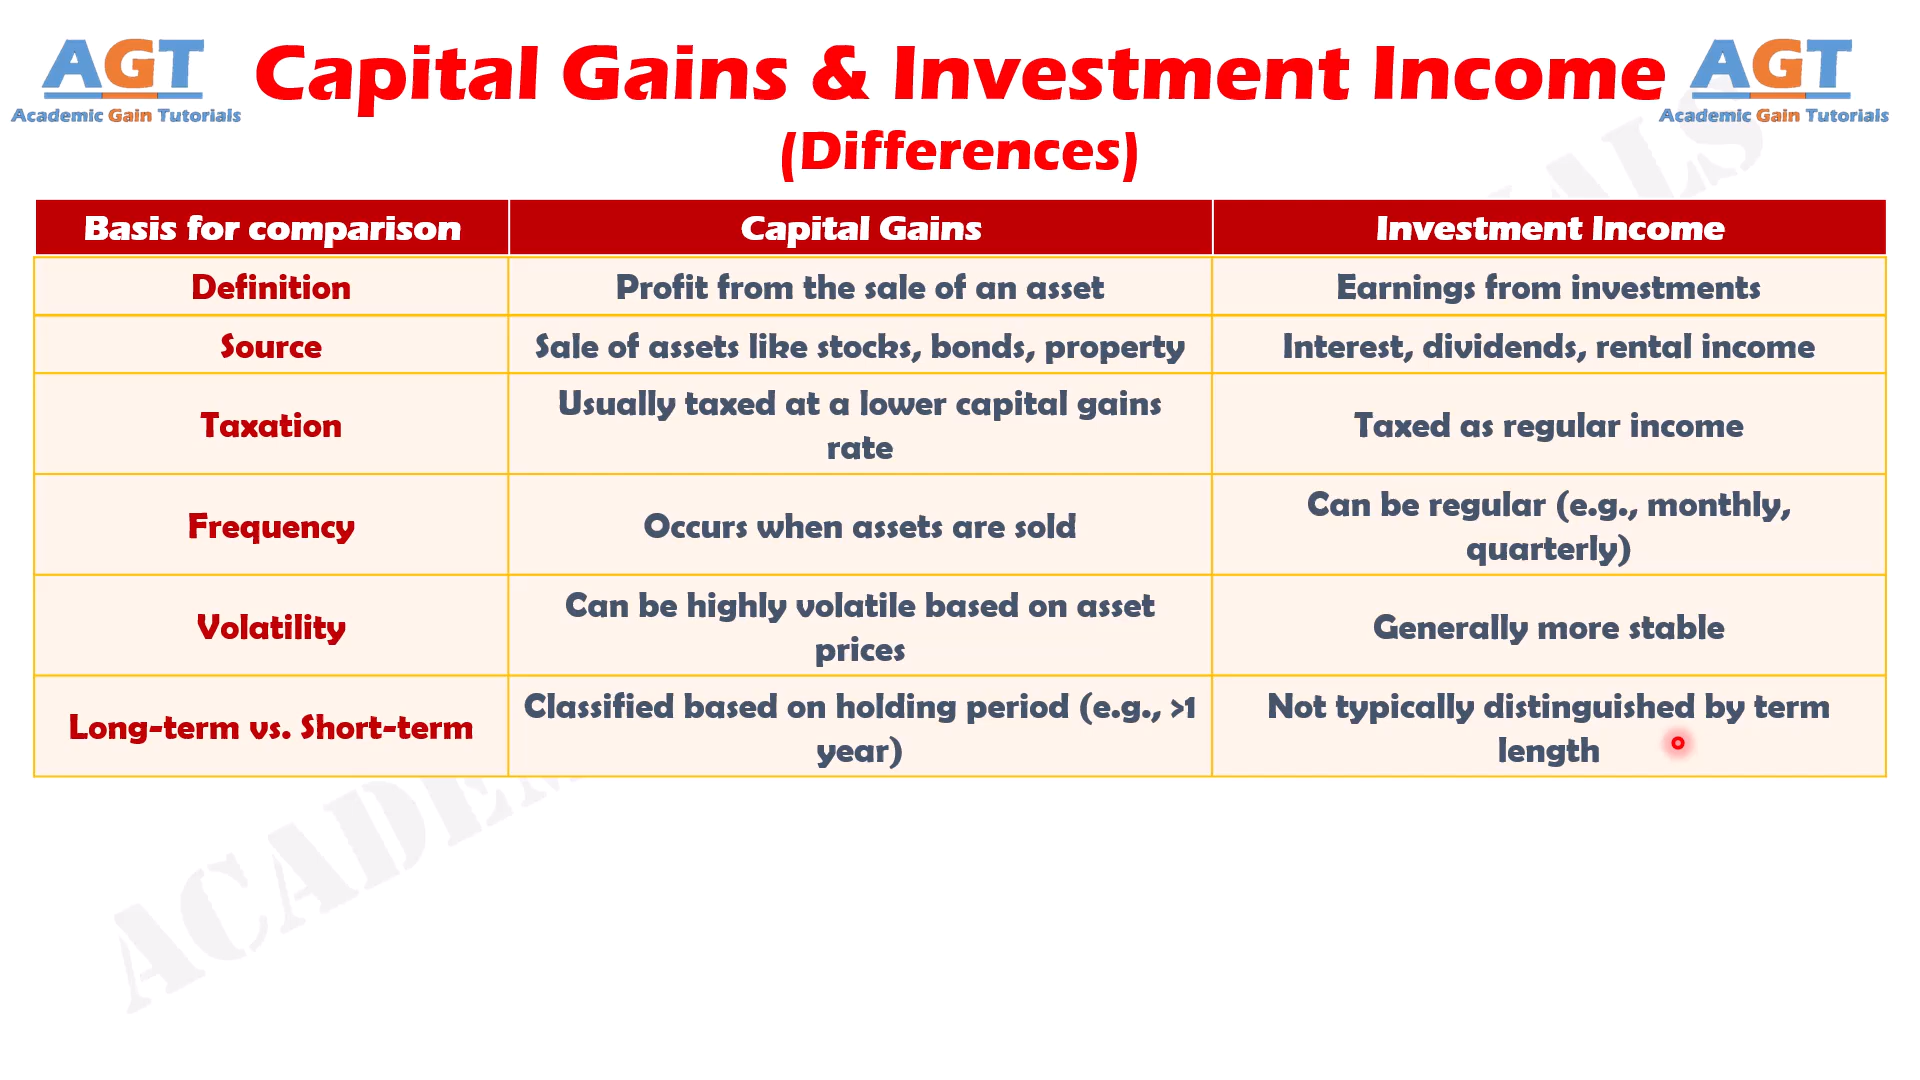 AGT
Academic Gain Tutorials
Capital Gains & Investment Income
(Differences)
AGT
Academic Gain Tutorials
Basis for comparison
Capital Gains
Investment Income
Definition
Profit from the sale of an asset
Earnings from investments
Source
Sale of assets like stocks, bonds, property
Interest, dividends, rental income
Taxation
Usually taxed at a lower capital gains
rate
Taxed as regular income
Frequency
Occurs when assets are sold
Can be regular (e.g., monthly,
quarterly)
Volatility
Can be highly volatile based on asset
prices
Generally more stable
Long-term vs. Short-term
Classified based on holding period (e.g., >1
year)
Not typically distinguished by term
length